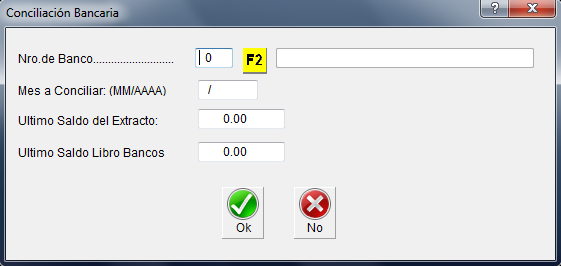 Conciliación Bancaria
Nro.de Banco........................... 0 F2
Mes a Conciliar: (MM/AAAA) /
Ultimo Saldo del Extracto: 0.00
Ultimo Saldo Libro Bancos 0.00
Ok No